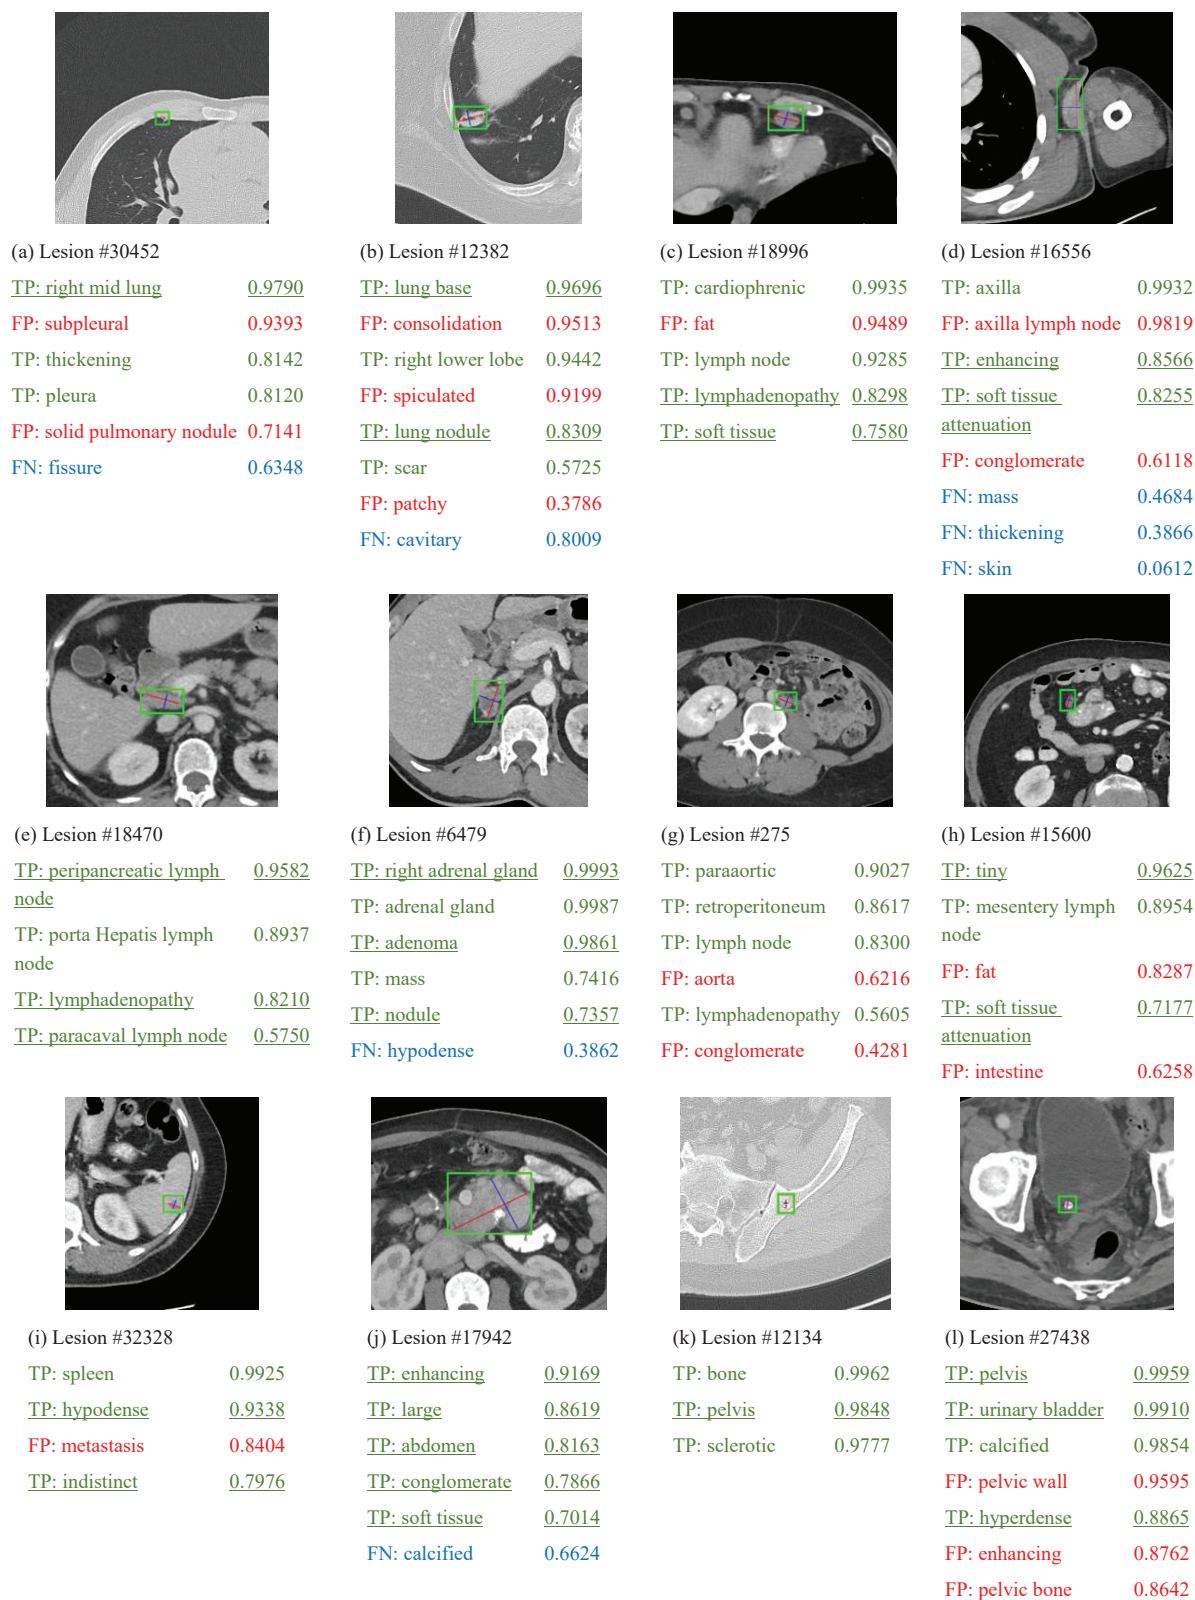 (a) Lesion #30452
TP: right mid lung 0.9790
FP: subpleural 0.9393
TP: thickening 0.8142
TP: pleura 0.8120
FP: solid pulmonary nodule 0.7141
FN: fissure 0.6348
(b) Lesion #12382
TP: lung base 0.9696
FP: consolidation 0.9513
TP: right lower lobe 0.9442
FP: spiculated 0.9199
TP: lung nodule 0.8309
TP: scar 0.5725
FP: patchy 0.3786
FN: cavitary 0.8009
(c) Lesion #18996
TP: cardiophrenic 0.9935
FP: fat 0.9489
TP: lymph node 0.9285
TP: lymphadenopathy 0.8298
TP: soft tissue 0.7580
(d) Lesion #16556
TP: axilla 0.9932
FP: axilla lymph node 0.9819
TP: enhancing 0.8566
TP: soft tissue 0.8255
attenuation
FP: conglomerate 0.6118
FN: mass 0.4684
FN: thickening 0.3866
FN: skin 0.0612
(e) Lesion #18470
TP: peripancreatic lymph 0.9582
node
TP: porta Hepatis lymph 0.8937
node
TP: lymphadenopathy 0.8210
TP: paracaval lymph node 0.5750
(f) Lesion #6479
TP: right adrenal gland 0.9993
TP: adrenal gland 0.9987
TP: adenoma 0.9861
TP: mass 0.7416
TP: nodule 0.7357
FN: hypodense 0.3862
(g) Lesion #275
TP: paraaortic 0.9027
TP: retroperitoneum 0.8617
TP: lymph node 0.8300
FP: aorta 0.6216
TP: lymphadenopathy 0.5605
FP: conglomerate 0.4281
(h) Lesion #15600
TP: tiny 0.9625
TP: mesentery lymph 0.8954
node
FP: fat 0.8287
TP: soft tissue 0.7177
attenuation
FP: intestine 0.6258
(i) Lesion #32328
TP: spleen 0.9925
TP: hypodense 0.9338
FP: metastasis 0.8404
TP: indistinct 0.7976
(j) Lesion #17942
TP: enhancing 0.9169
TP: large 0.8619
TP: abdomen 0.8163
TP: conglomerate 0.7866
TP: soft tissue 0.7014
FN: calcified 0.6624
(k) Lesion #12134
TP: bone 0.9962
TP: pelvis 0.9848
TP: sclerotic 0.9777
(l) Lesion #27438
TP: pelvis 0.9959
TP: urinary bladder 0.9910
TP: calcified 0.9854
FP: pelvic wall 0.9595
TP: hyperdense 0.8865
FP: enhancing 0.8762
FP: pelvic bone 0.8642